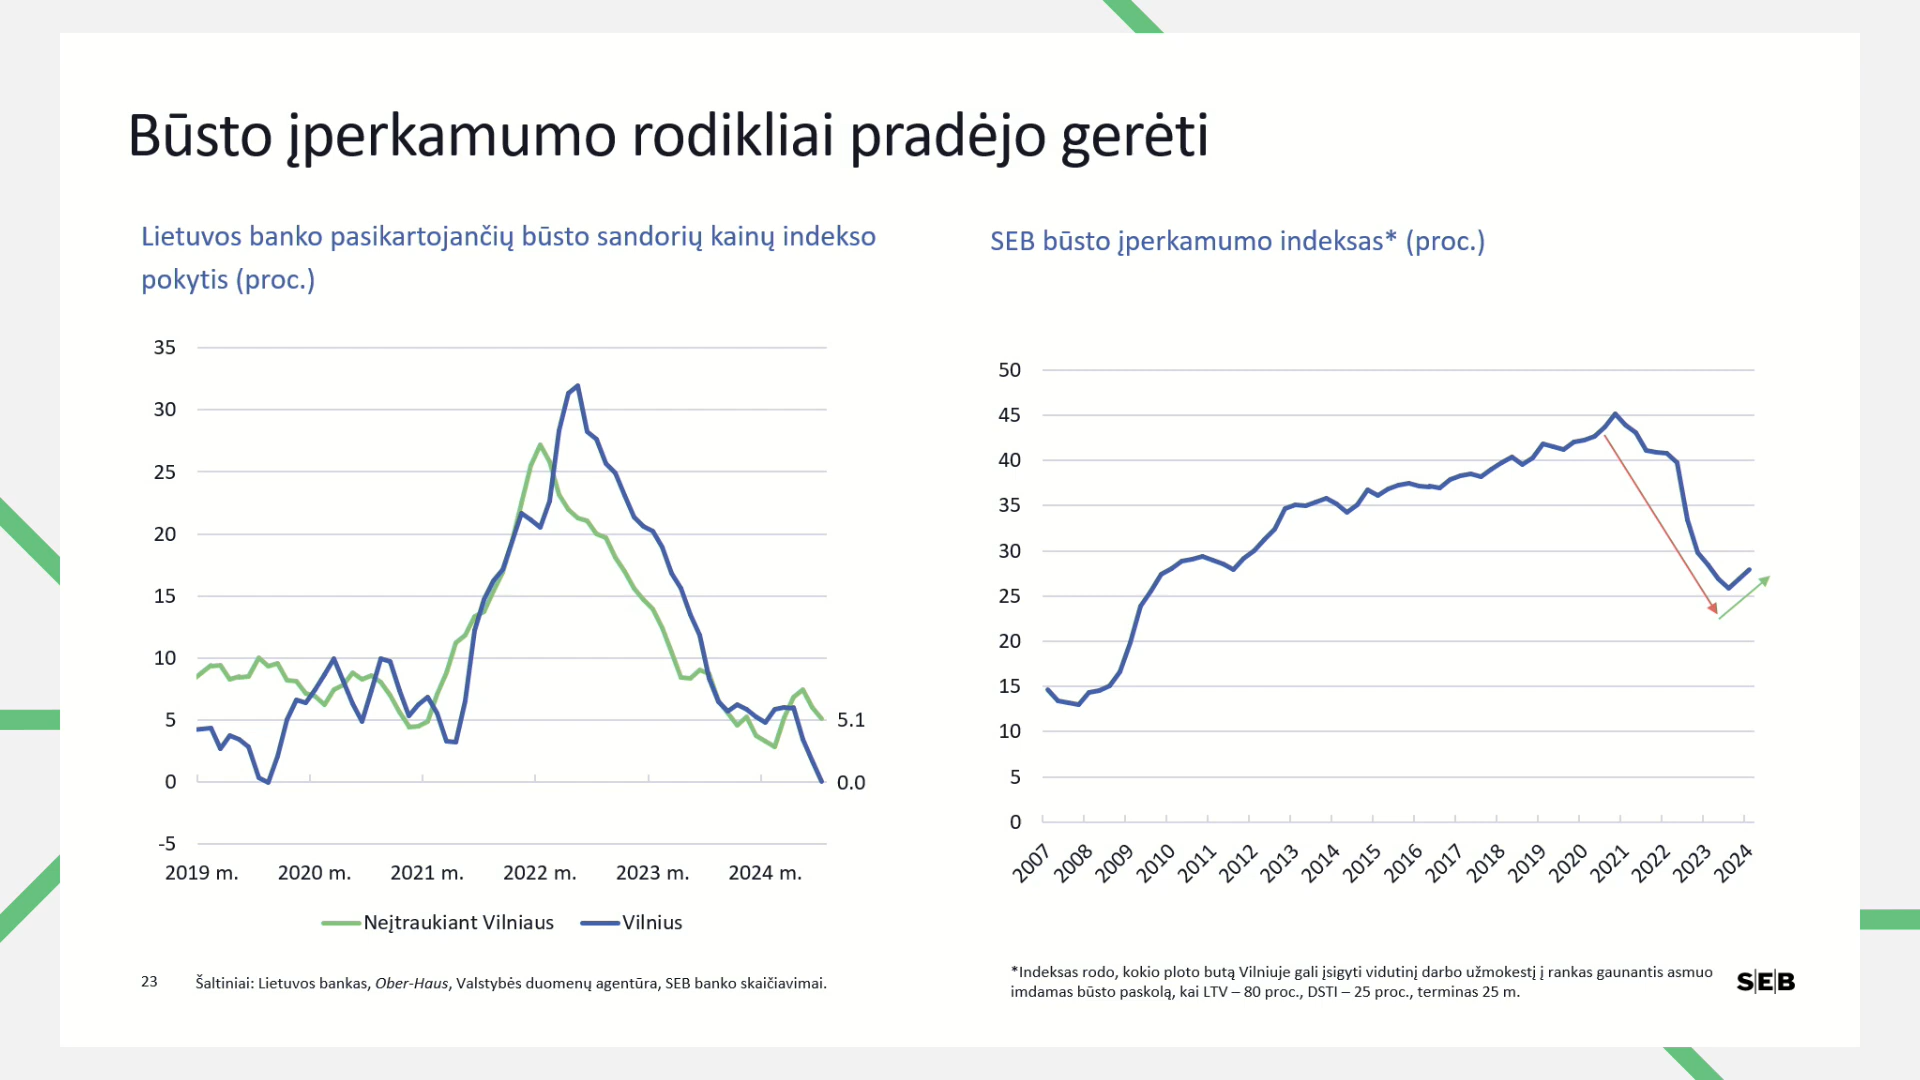 Būsto įperkamumo rodikliai pradėjo gerėti
Lietuvos banko pasikartojančių būsto sandorių kainų indekso
pokytis (proc.)
35
30
25
20
15
10
5
0
-5
5.1
0.0
2019 m. 2020 m. 2021 m. 2022 m. 2023 m. 2024 m.
Neįtraukiant Vilniaus Vilnius
SEB būsto įperkamumo indeksas* (proc.)
50
45
40
35
30
25
20
15
10
5
0
2007 2008 2009 2010 2011 2012 2013 2014 2015 2016 2017 2018 2019 2020 2021 2022 2023 2024
23 Šaltiniai: Lietuvos bankas, Ober-Haus, Valstybės duomenų agentūra, SEB banko skaičiavimai.
*Indeksas rodo, kokio ploto butą Vilniuje gali įsigyti vidutinį darbo užmokestį į rankas gaunantis asmuo
imdamas būsto paskolą, kai LTV – 80 proc., DSTI – 25 proc., terminas 25 m.
S|E|B